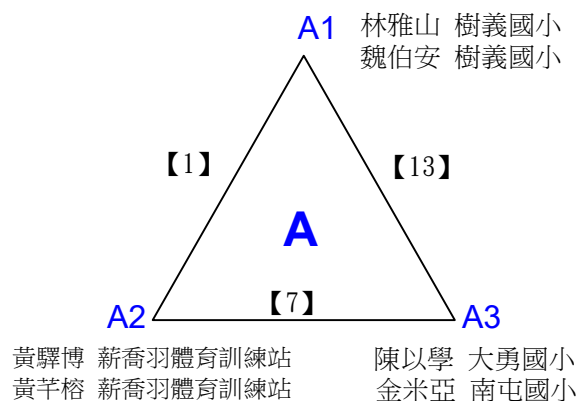 A1
林雅山 樹義國小
魏伯安 樹義國小
【1】
【13】
A
【7】
A2
A3
黃驛博 薪喬羽體育訓練站
黃芊榕 薪喬羽體育訓練站
陳以學 大勇國小
金米亞 南屯國小